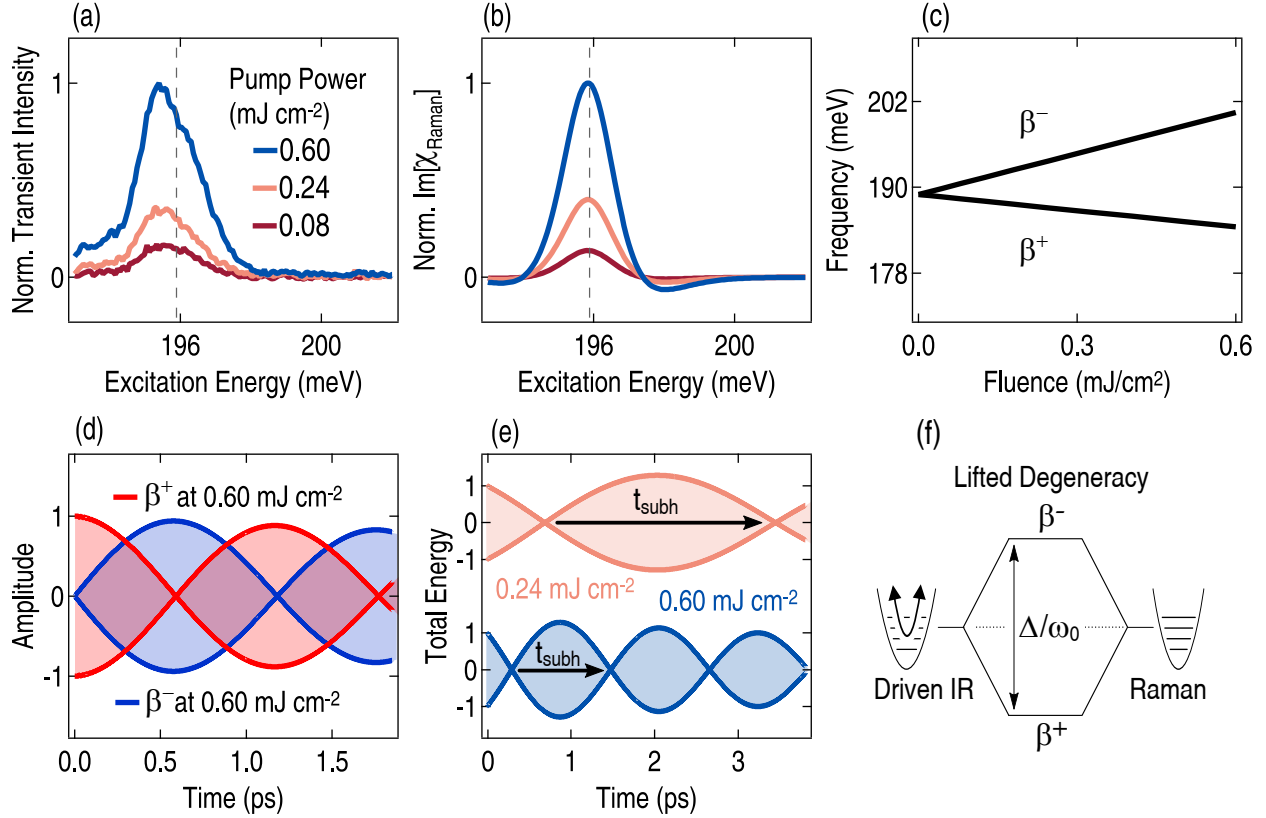 (a)
Norm. Transient Intensity
1
0
Pump Power
(mJ cm-2)
0.60
0.24
0.08
196
200
Excitation Energy (meV)
(b)
Norm. Im[χRaman]
1
0
196
200
Excitation Energy (meV)
(c)
Frequency (meV)
202
190
178
β−
β+
0.0
0.3
0.6
Fluence (mJ/cm²)
(d)
Amplitude
1
0
-1
β+ at 0.60 mJ cm-2
β− at 0.60 mJ cm-2
0.0
0.5
1.0
1.5
Time (ps)
(e)
Total Energy
1
0
-1
tsubh
0.24 mJ cm-2
0.60 mJ cm-2
1
0
-1
tsubh
0
1
2
3
Time (ps)
(f)
Lifted Degeneracy
β-
Δ/ω0
Driven IR
Raman
β+